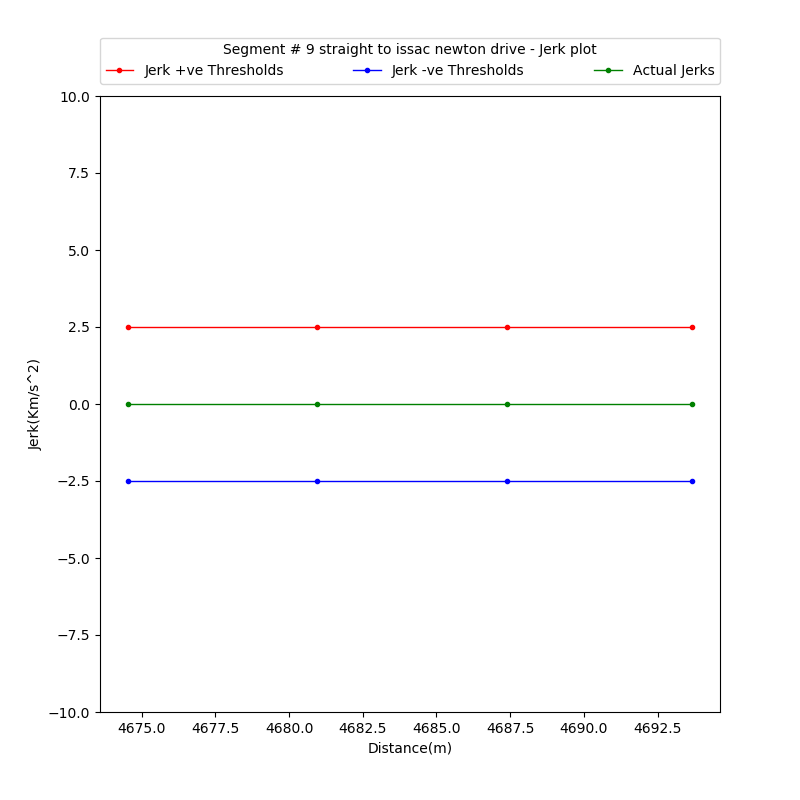 Segment # 9 straight to issac newton drive - Jerk plot
Jerk +ve Thresholds Jerk -ve Thresholds Actual Jerks
10.0
7.5
5.0
2.5
0.0
−2.5
−5.0
−7.5
−10.0
Jerk(Km/s^2)
4675.0 4677.5 4680.0 4682.5 4685.0 4687.5 4690.0 4692.5
Distance(m)